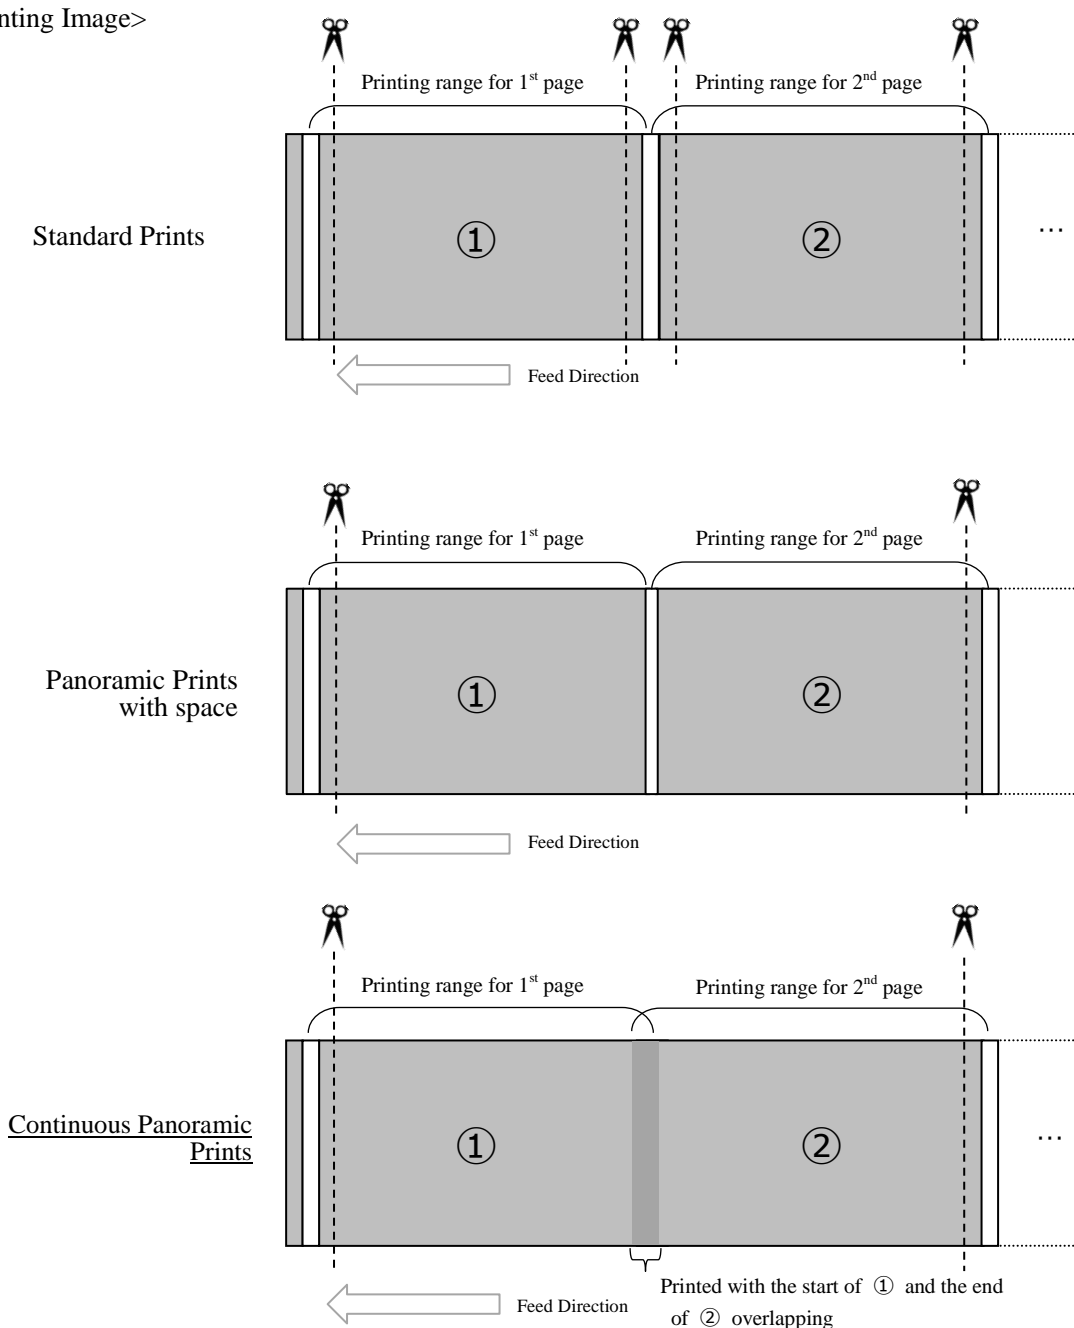 nting Image>
Printing range for 1st page
Printing range for 2nd page
Standard Prints
①
②
…
Feed Direction
Printing range for 1st page
Printing range for 2nd page
Panoramic Prints
with space
①
②
Feed Direction
Printing range for 1st page
Printing range for 2nd page
Continuous Panoramic
Prints
①
②
…
Feed Direction
Printed with the start of ① and the end
of ② overlapping